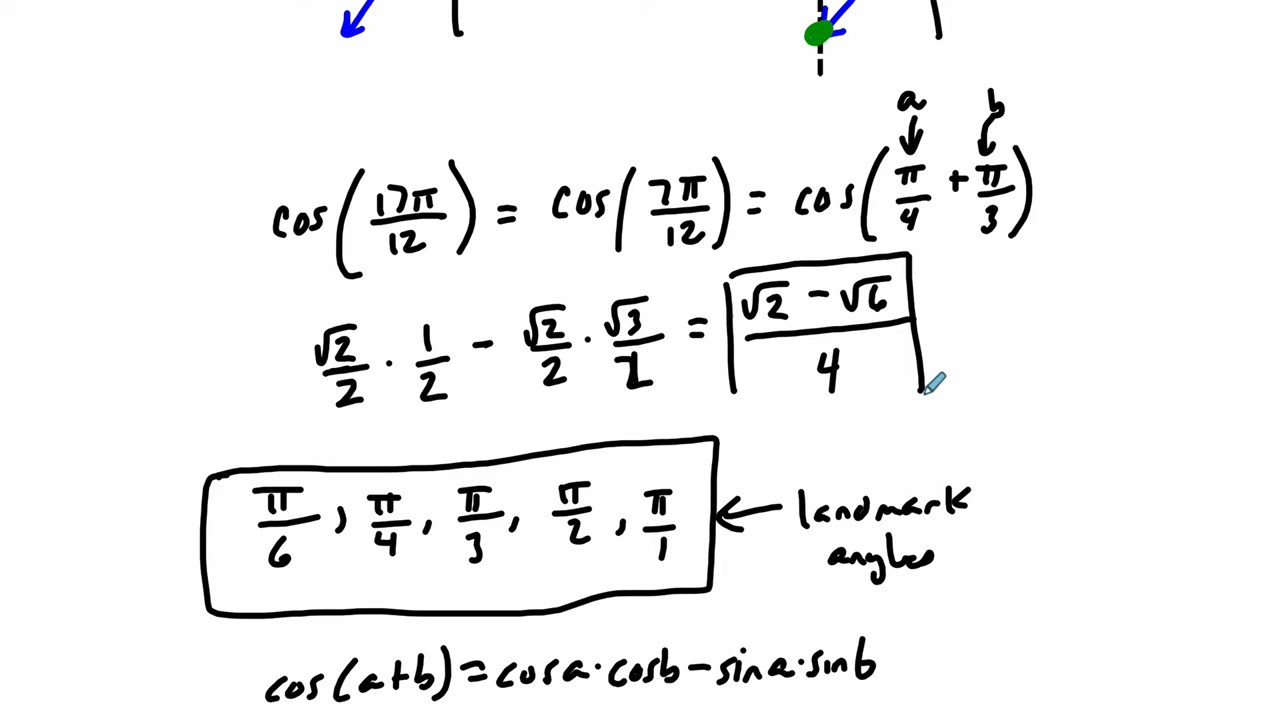 a b
cos(17π/12) = cos(7π/12) = cos(π/4 + π/3)
√2/2 · 1/2 - √2/2 · √3/2 = √2 - √6/4
π/6, π/4, π/3, π/2, π/1 ← landmark
angles
cos(a+b)=cosa·cosb-sina·sinb